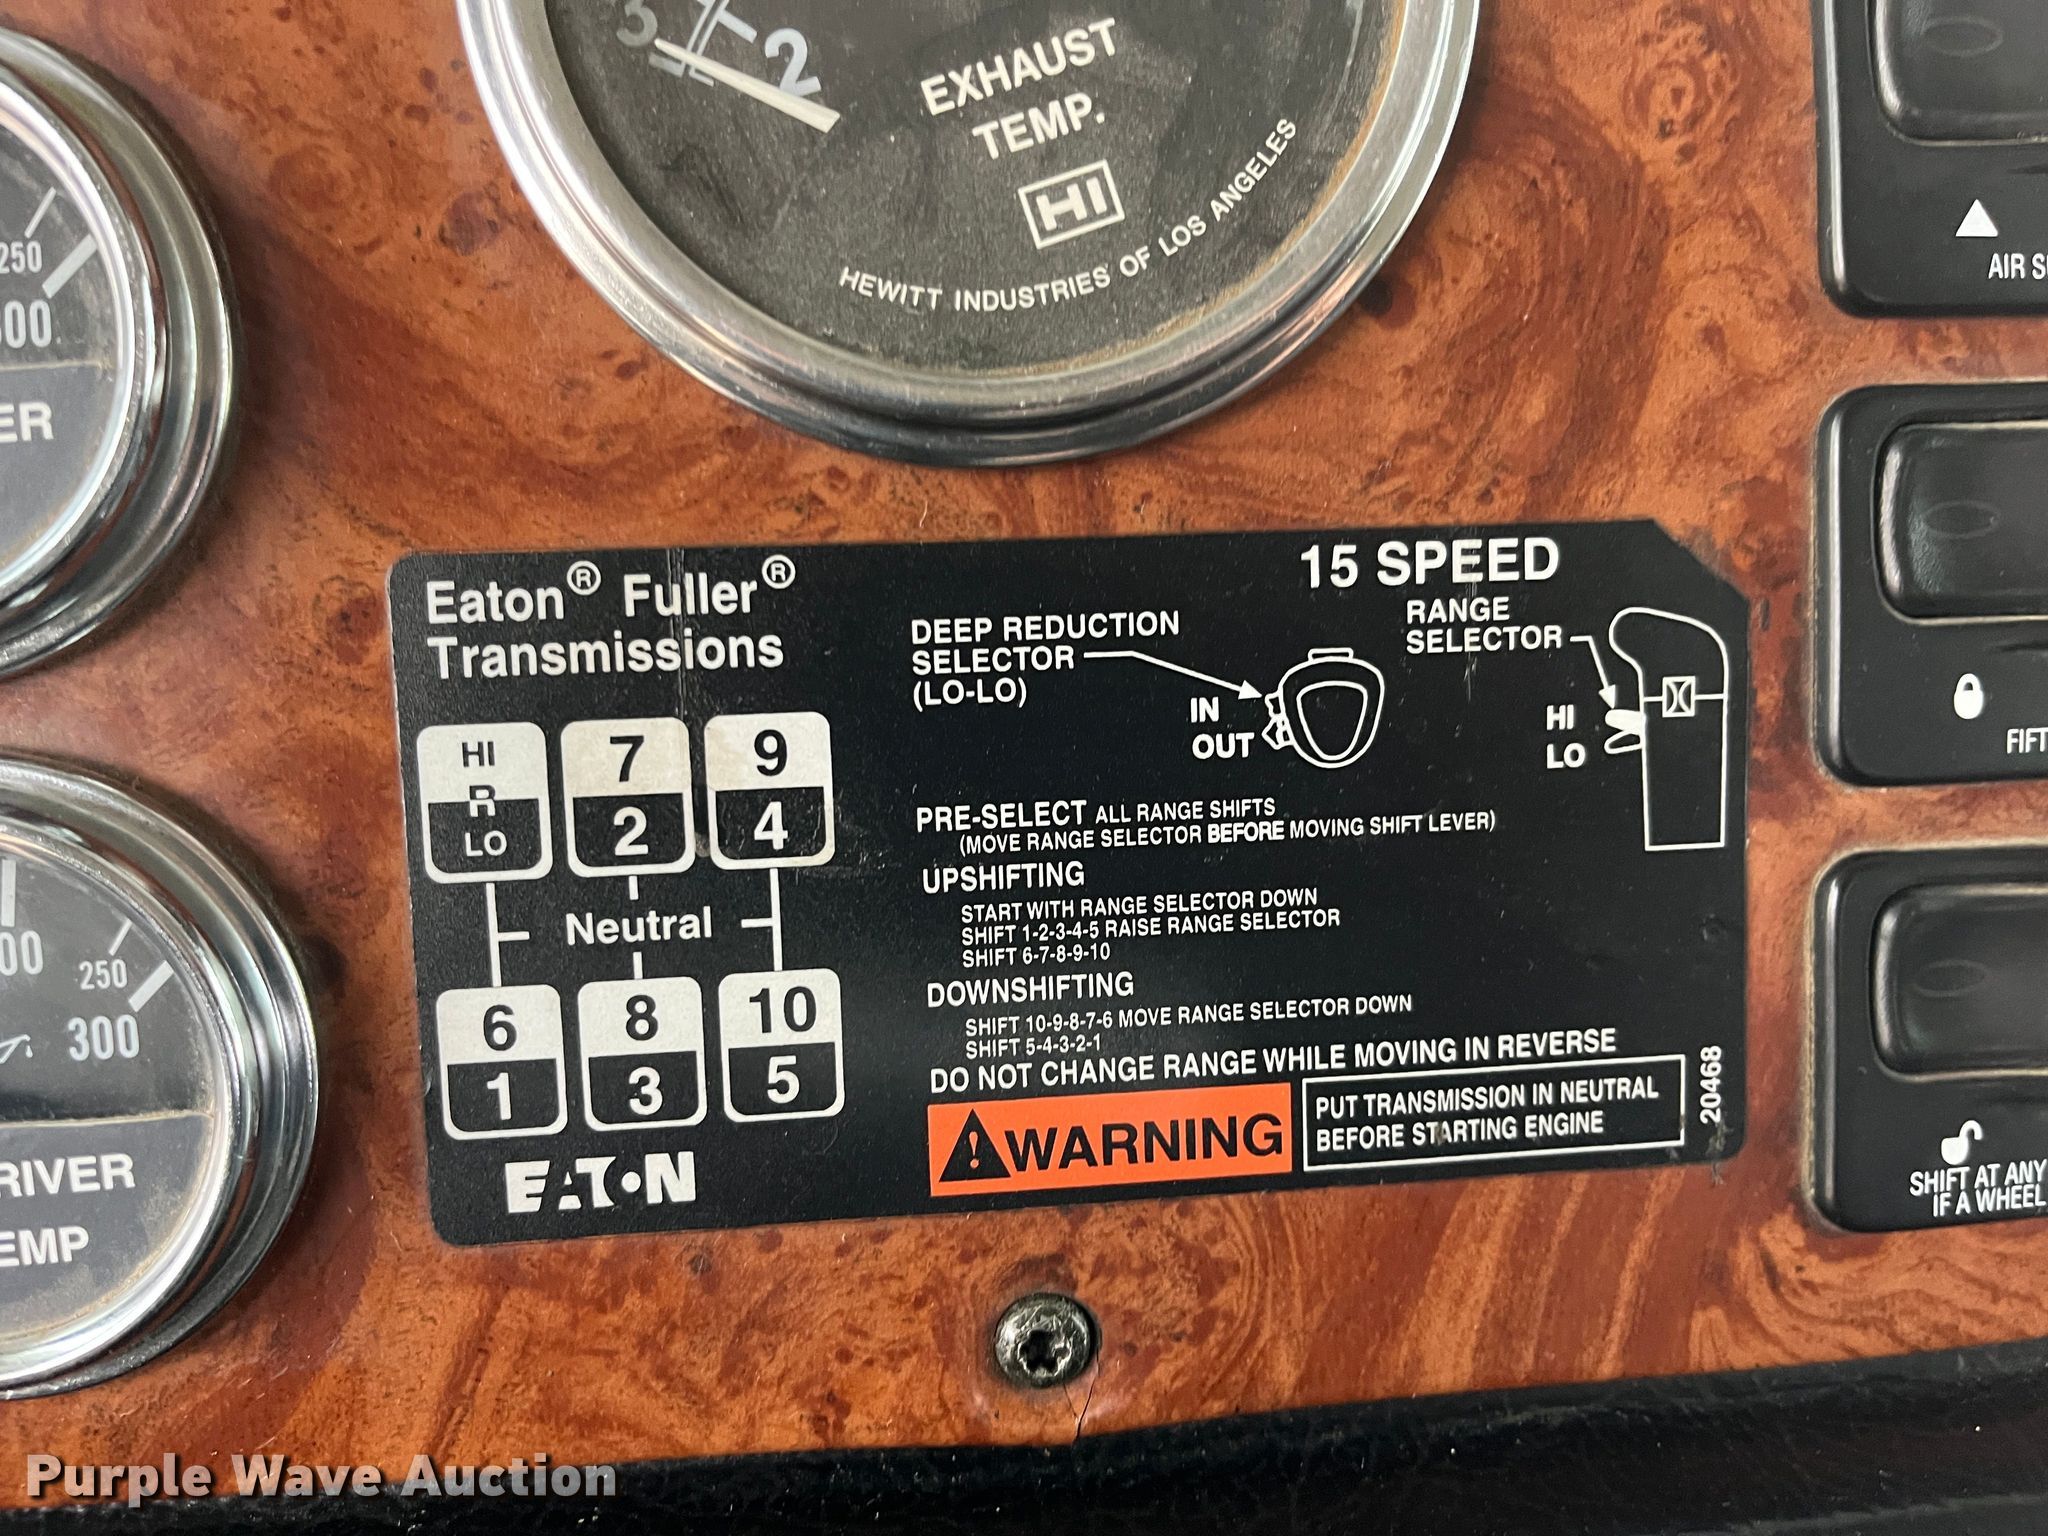 3
2
EXHAUST
TEMP.
HI
HEWITT INDUSTRIES OF LOS ANGELES
250
300
ER
250
300
RIVER
EMP
Eaton® Fuller®
Transmissions
HI
R
LO
7
2
9
4
Neutral
6
1
8
3
10
5
EATON
15 SPEED
DEEP REDUCTION
SELECTOR
(LO-LO)
IN
OUT
RANGE
SELECTOR
HI
LO
PRE-SELECT ALL RANGE SHIFTS
(MOVE RANGE SELECTOR BEFORE MOVING SHIFT LEVER)
UPSHIFTING
START WITH RANGE SELECTOR DOWN
SHIFT 1-2-3-4-5 RAISE RANGE SELECTOR
SHIFT 6-7-8-9-10
DOWNSHIFTING
SHIFT 10-9-8-7-6 MOVE RANGE SELECTOR DOWN
SHIFT 5-4-3-2-1
DO NOT CHANGE RANGE WHILE MOVING IN REVERSE
WARNING
PUT TRANSMISSION IN NEUTRAL
BEFORE STARTING ENGINE
20468
AIR S
FIFT
SHIFT AT ANY
IF A WHEEL
Purple Wave Auction